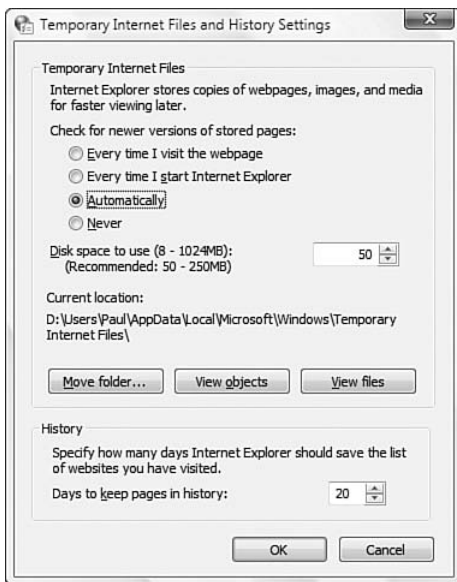 Temporary Internet Files and History Settings
Temporary Internet Files
Internet Explorer stores copies of webpages, images, and media
for faster viewing later.
Check for newer versions of stored pages:
Every time I visit the webpage
Every time I start Internet Explorer
Automatically
Never
Disk space to use (8 - 1024MB):
50
(Recommended: 50 - 250MB)
Current location:
D:\Users\Paul\AppData\Local\Microsoft\Windows\Temporary
Internet Files\
Move folder...
View objects
View files
History
Specify how many days Internet Explorer should save the list
of websites you have visited.
Days to keep pages in history:
20
OK
Cancel